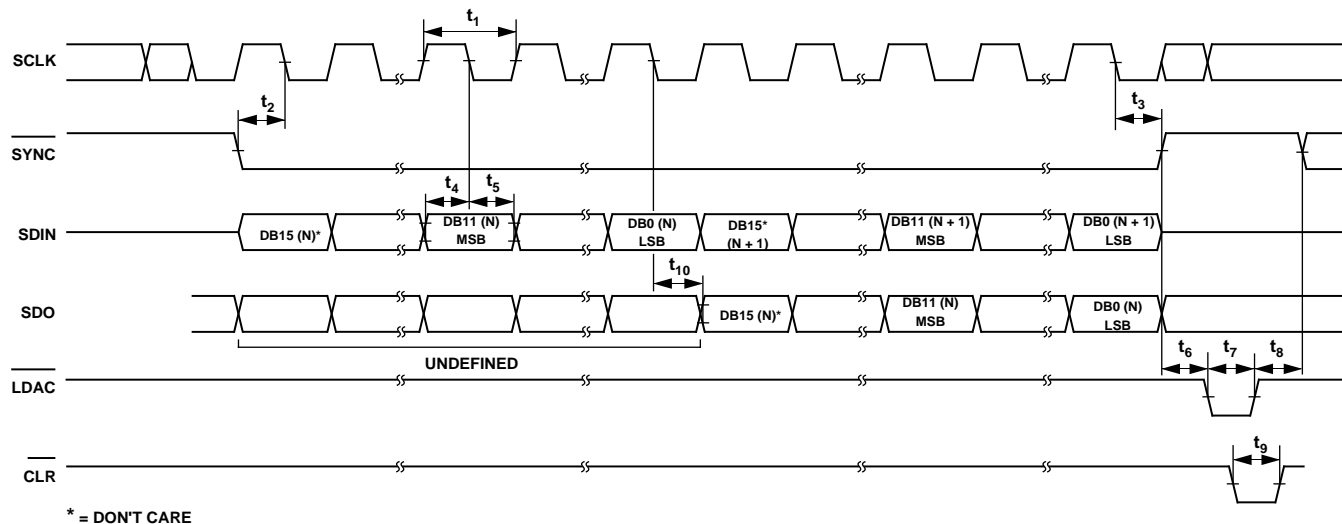 t1
SCLK
t2
t3
SYNC
t4
t5
SDIN
DB15 (N)*
DB11 (N)
MSB
DB0 (N)
LSB
DB15*
(N + 1)
DB11 (N + 1)
MSB
DB0 (N + 1)
LSB
t10
SDO
DB15 (N)*
DB11 (N)
MSB
DB0 (N)
LSB
UNDEFINED
t6
t7
t8
LDAC
t9
CLR
* = DON'T CARE